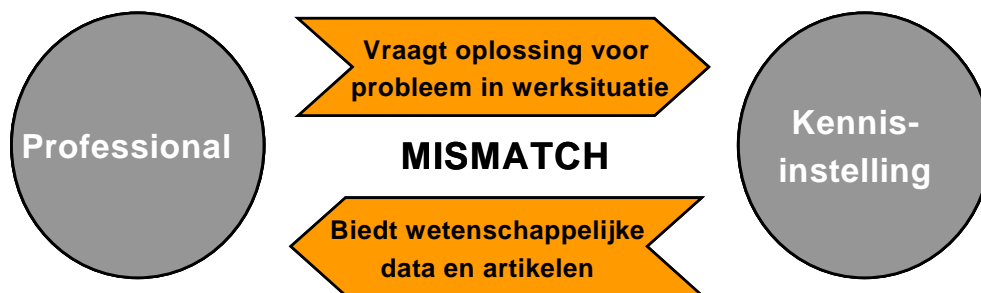 Vraagt oplossing voor
probleem in werksituatie
Professional
MISMATCH
Kennis-
instelling
Biedt wetenschappelijke
data en artikelen